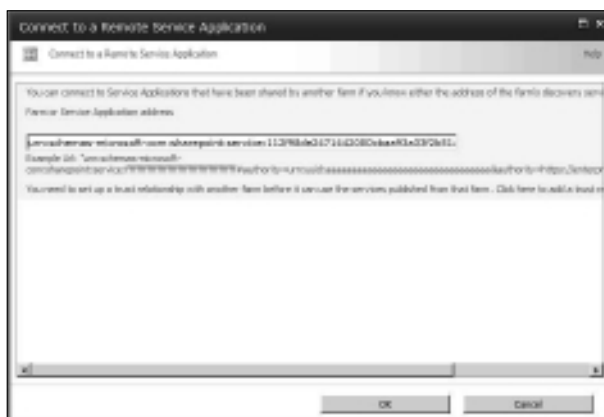 Connect to a Remote Service Application
Connect to a Remote Service Application
Help
You can connect to Service Applications that have been shared by another farm if you know either the address of the farm's discovery serv
Farm or Service Application address
urn:schemas-microsoft-com:sharepoint:service:
Example Url: "urn:schemas-microsoft-
com:sharepoint:service:
You need to set up a trust relationship with another farm before it can use the services published from that farm. Click here to add a trust re
OK
Cancel